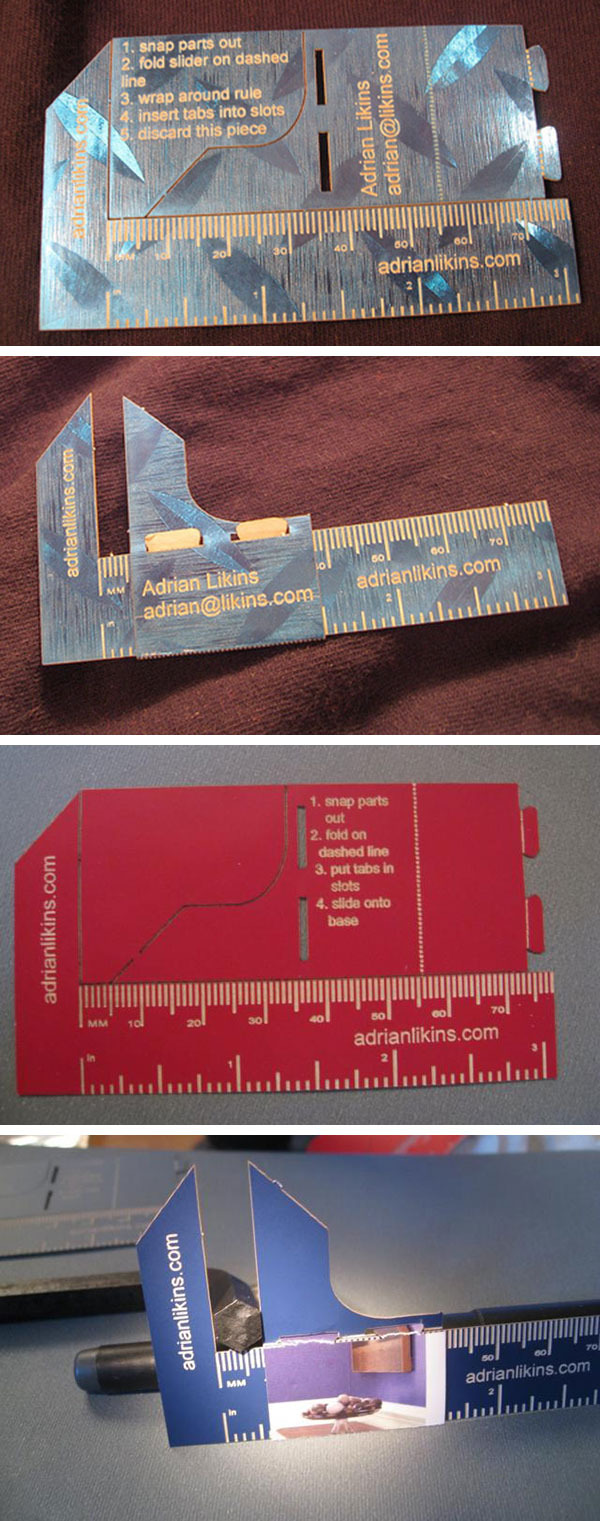 1. snap parts out
2. fold slider on dashed
line
3. wrap around rule
4. insert tabs into slots
5. discard this piece
adrianlikins.com
Adrian Likins
adrian@likins.com
MM 10 20 30 40 50 60 70
adrianlikins.com
in 1 2 3
adrianlikins.com
MM 50 60 70
adrianlikins.com
in 2 3
Adrian Likins
adrian@likins.com
1. snap parts
out
2. fold on
dashed line
3. put tabs in
slots
4. slide onto
base
adrianlikins.com
MM 10 20 30 40 50 60 70
adrianlikins.com
in 1 2 3
adrianlikins.com
MM 50 60
adrianlikins.com
in 2